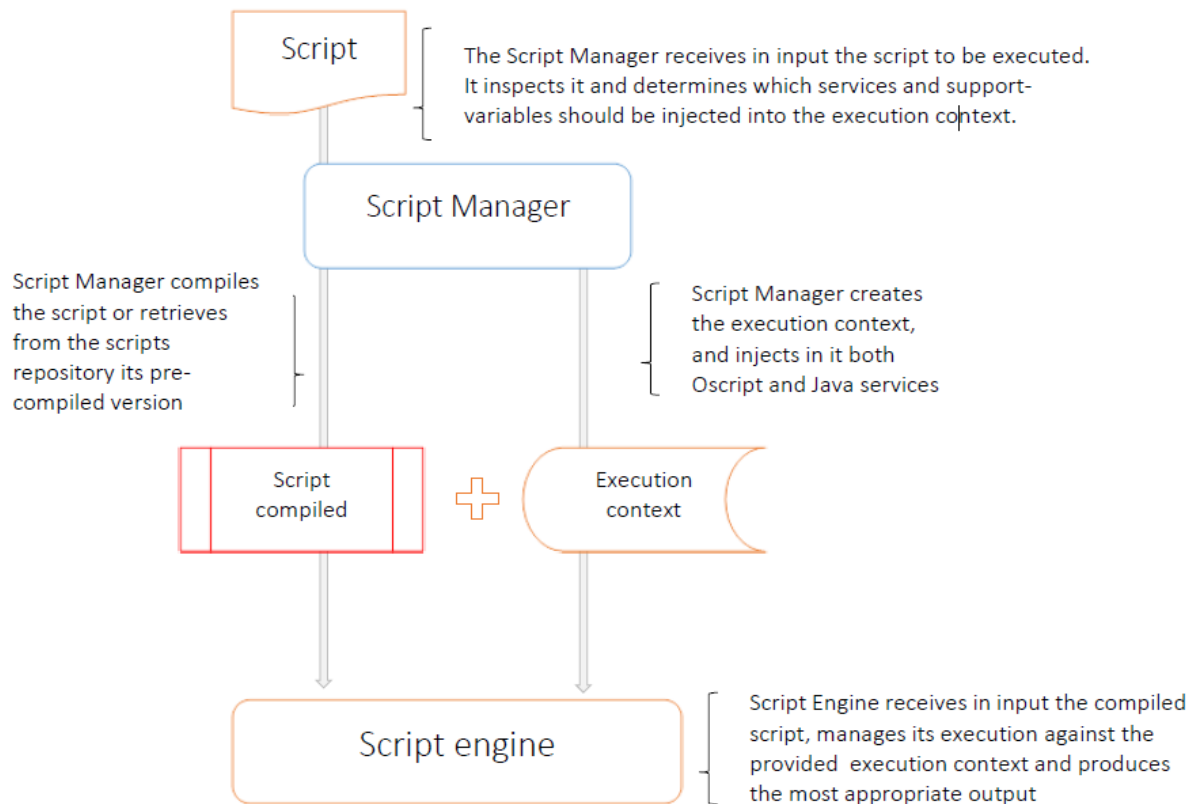 Script
The Script Manager receives in input the script to be executed.
It inspects it and determines which services and support-
variables should be injected into the execution context.
Script Manager
Script Manager compiles
the script or retrieves
from the scripts
repository its pre-
compiled version
Script Manager creates
the execution context,
and injects in it both
Oscript and Java services
Script
compiled
Execution
context
Script engine
Script Engine receives in input the compiled
script, manages its execution against the
provided execution context and produces
the most appropriate output